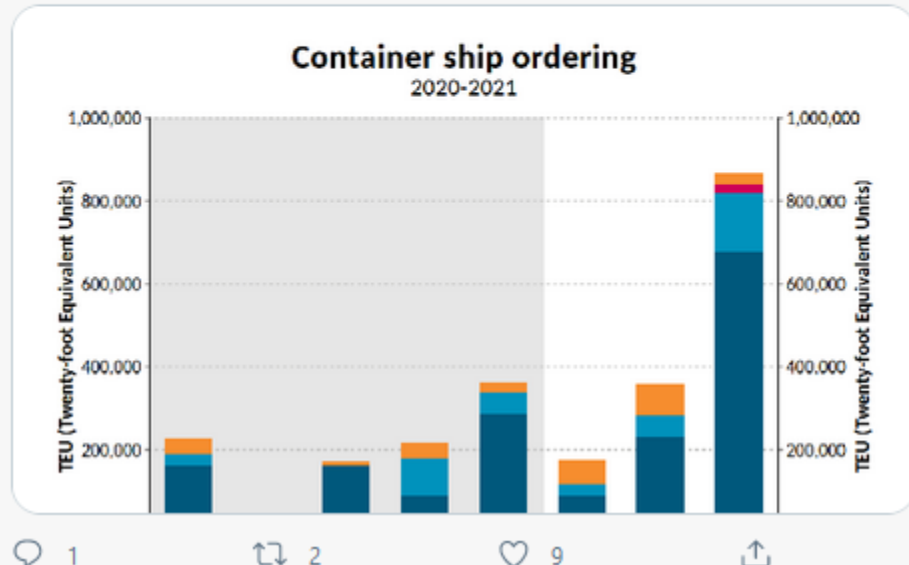 Container ship ordering
2020-2021
TEU (Twenty-foot Equivalent Units)
1,000,000
800,000
600,000
400,000
200,000
1,000,000
800,000
600,000
400,000
200,000
TEU (Twenty-foot Equivalent Units)
1 2 9